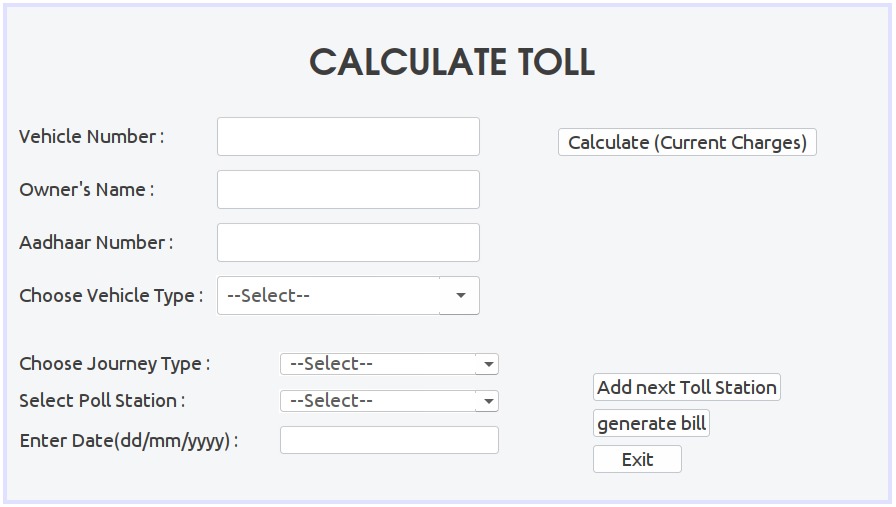 CALCULATE TOLL
Vehicle Number :
Calculate (Current Charges)
Owner's Name :
Aadhaar Number :
Choose Vehicle Type :
--Select--
Choose Journey Type :
--Select--
Select Poll Station :
--Select--
Add next Toll Station
Enter Date(dd/mm/yyyy) :
generate bill
Exit